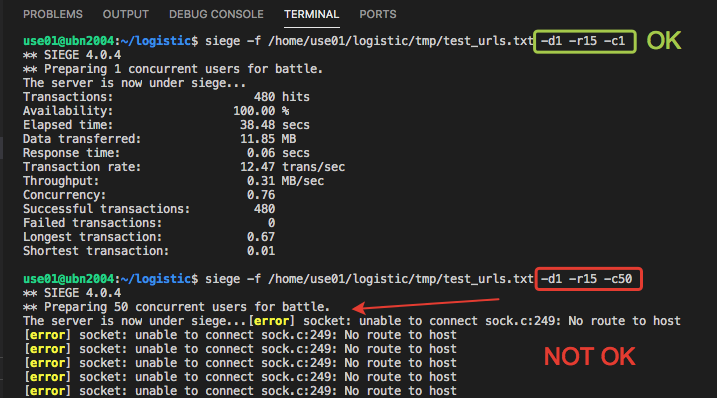 PROBLEMS OUTPUT DEBUG CONSOLE TERMINAL PORTS
use01@ubn2004:~/logistic$ siege -f /home/use01/logistic/tmp/test_urls.txt -d1 -r15 -c1 OK
** SIEGE 4.0.4
** Preparing 1 concurrent users for battle.
The server is now under siege...
Transactions: 480 hits
Availability: 100.00 %
Elapsed time: 38.48 secs
Data transferred: 11.85 MB
Response time: 0.06 secs
Transaction rate: 12.47 trans/sec
Throughput: 0.31 MB/sec
Concurrency: 0.76
Successful transactions: 480
Failed transactions: 0
Longest transaction: 0.67
Shortest transaction: 0.01
use01@ubn2004:~/logistic$ siege -f /home/use01/logistic/tmp/test_urls.txt -d1 -r15 -c50
** SIEGE 4.0.4
** Preparing 50 concurrent users for battle.
The server is now under siege...[error] socket: unable to connect sock.c:249: No route to host
[error] socket: unable to connect sock.c:249: No route to host
[error] socket: unable to connect sock.c:249: No route to host
[error] socket: unable to connect sock.c:249: No route to host
[error] socket: unable to connect sock.c:249: No route to host
[error] socket: unable to connect sock.c:249: No route to host
NOT OK